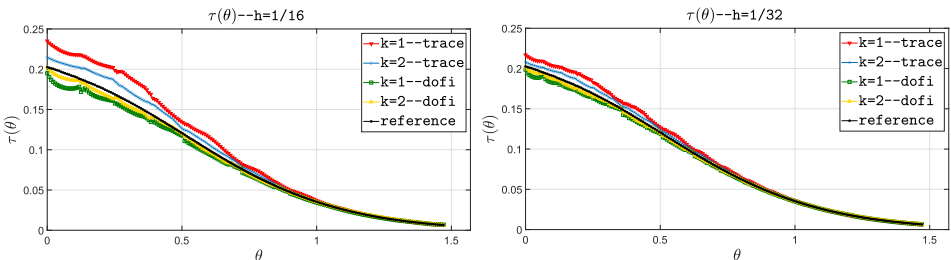 τ(θ)--h=1/16
0.25
0.2
0.15
0.1
0.05
0
τ(θ)
0
0.5
1
1.5
θ
k=1--trace
k=2--trace
k=1--dofi
k=2--dofi
reference
τ(θ)--h=1/32
0.25
0.2
0.15
0.1
0.05
0
τ(θ)
0
0.5
1
1.5
θ
k=1--trace
k=2--trace
k=1--dofi
k=2--dofi
reference